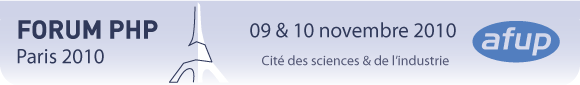 FORUM PHP
Paris 2010
09 & 10 novembre 2010
Cité des sciences & de l'industrie
afup